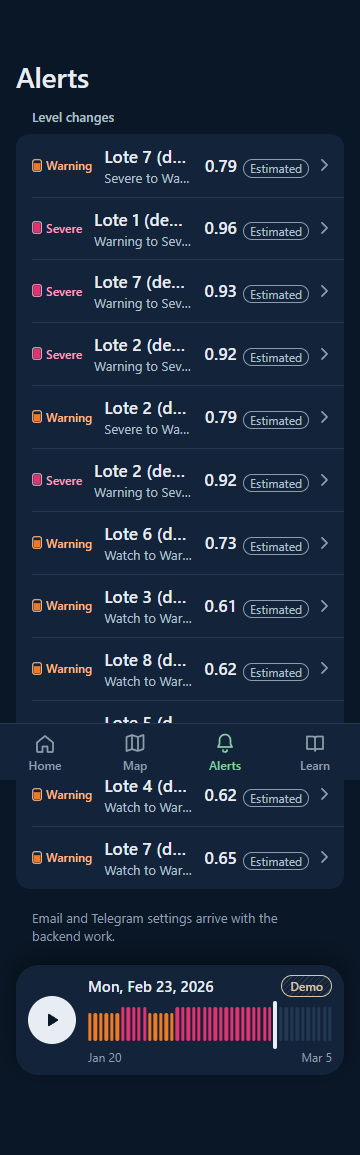 Alerts
Level changes
Warning
Lote 7 (d...
Severe to Wa...
0.79
Estimated
Severe
Lote 1 (de...
Warning to Sev...
0.96
Estimated
Severe
Lote 7 (de...
Warning to Sev...
0.93
Estimated
Severe
Lote 2 (de...
Warning to Sev...
0.92
Estimated
Warning
Lote 2 (d...
Severe to Wa...
0.79
Estimated
Severe
Lote 2 (de...
Warning to Sev...
0.92
Estimated
Warning
Lote 6 (d...
Watch to War...
0.73
Estimated
Warning
Lote 3 (d...
Watch to War...
0.61
Estimated
Warning
Lote 8 (d...
Watch to War...
0.62
Estimated
Lote 5 (d...
Home
Map
Alerts
Learn
Warning
Lote 4 (d...
Watch to War...
0.62
Estimated
Warning
Lote 7 (d...
Watch to War...
0.65
Estimated
Email and Telegram settings arrive with the
backend work.
Mon, Feb 23, 2026
Demo
Jan 20
Mar 5